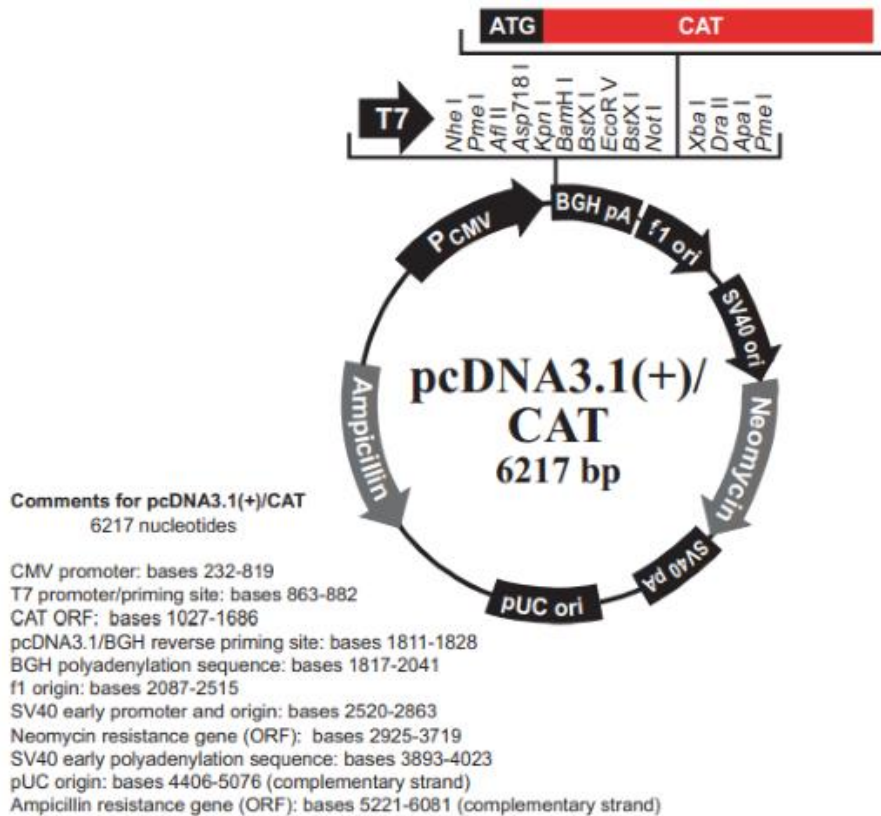 ATG CAT
T7
Nhe I
Pme I
Afl II
Asp718 I
Kpn I
BamH I
BstX I
EcoR V
BstX I
Not I
Xba I
Dra II
Apa I
Pme I
PCMV
BGH pA
f1 ori
SV40 ori
Neomycin
SV40 pA
pUC ori
Ampicillin
pcDNA3.1(+)/
CAT
6217 bp
Comments for pcDNA3.1(+)/CAT
6217 nucleotides
CMV promoter: bases 232-819
T7 promoter/priming site: bases 863-882
CAT ORF: bases 1027-1686
pcDNA3.1/BGH reverse priming site: bases 1811-1828
BGH polyadenylation sequence: bases 1817-2041
f1 origin: bases 2087-2515
SV40 early promoter and origin: bases 2520-2863
Neomycin resistance gene (ORF): bases 2925-3719
SV40 early polyadenylation sequence: bases 3893-4023
pUC origin: bases 4406-5076 (complementary strand)
Ampicillin resistance gene (ORF): bases 5221-6081 (complementary strand)